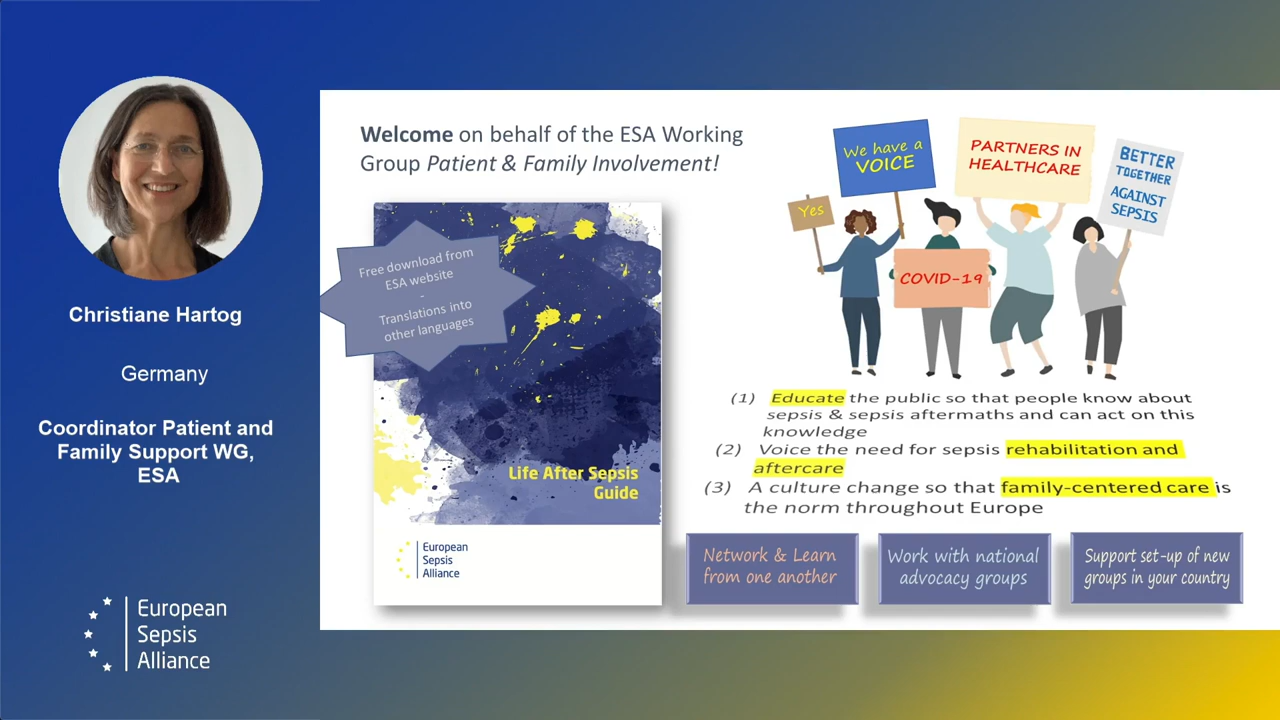 Christiane Hartog
Germany
Coordinator Patient and
Family Support WG,
ESA
European
Sepsis
Alliance
Welcome on behalf of the ESA Working
Group Patient & Family Involvement!
Free download from
ESA website
-
Translations into
other languages
Life After Sepsis
Guide
European
Sepsis
Alliance
Yes
We have a
VOICE
PARTNERS IN
HEALTHCARE
BETTER
TOGETHER
AGAINST
SEPSIS
COVID-19
(1) Educate the public so that people know about
sepsis & sepsis aftermaths and can act on this
knowledge
(2) Voice the need for sepsis rehabilitation and
aftercare
(3) A culture change so that family-centered care is
the norm throughout Europe
Network & Learn
from one another
Work with national
advocacy groups
Support set-up of new
groups in your country